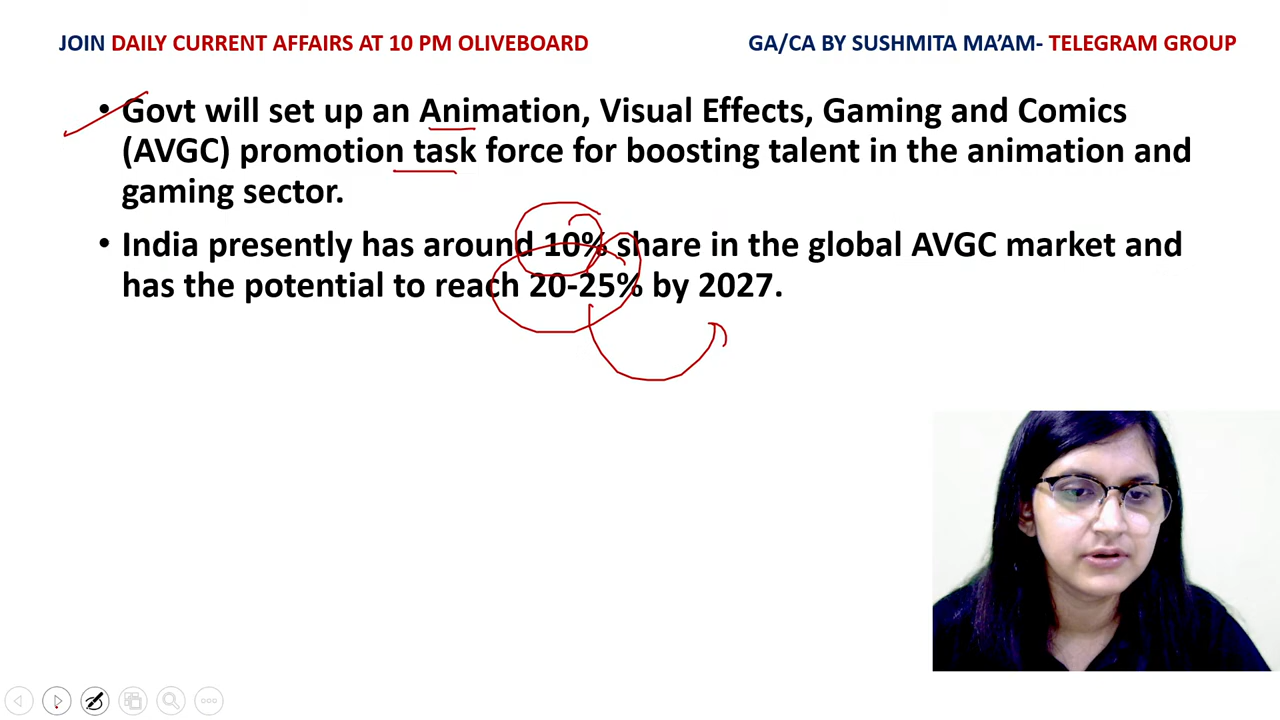 JOIN DAILY CURRENT AFFAIRS AT 10 PM OLIVEBOARD
GA/CA BY SUSHMITA MA'AM- TELEGRAM GROUP
• Govt will set up an Animation, Visual Effects, Gaming and Comics
(AVGC) promotion task force for boosting talent in the animation and
gaming sector.
• India presently has around 10% share in the global AVGC market and
has the potential to reach 20-25% by 2027.